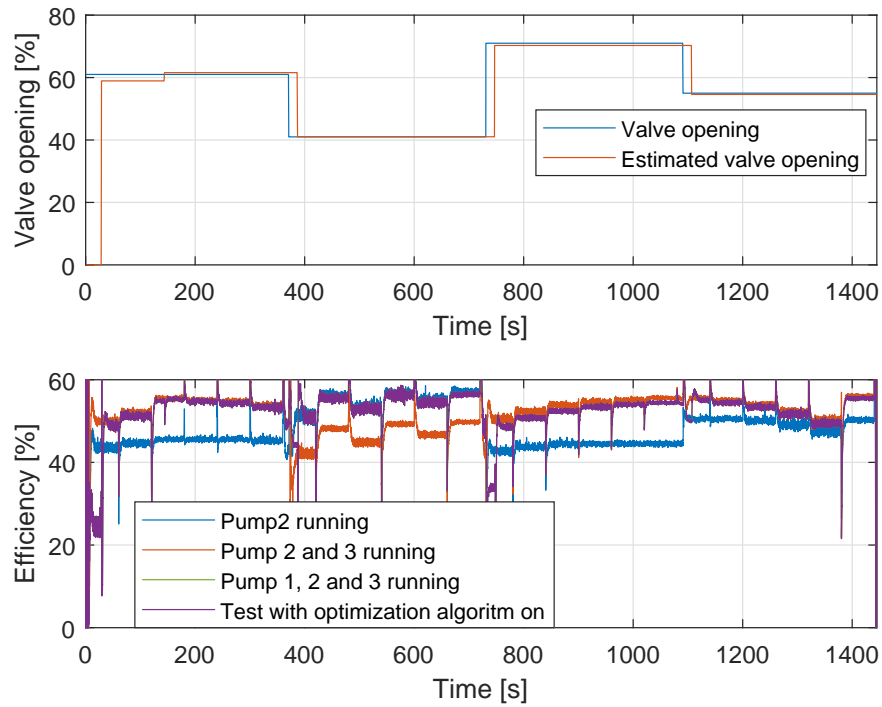 80
60
40
20
0
Valve opening [%]
Valve opening
Estimated valve opening
0 200 400 600 800 1000 1200 1400
Time [s]
60
40
20
0
Efficiency [%]
Pump2 running
Pump 2 and 3 running
Pump 1, 2 and 3 running
Test with optimization algoritm on
0 200 400 600 800 1000 1200 1400
Time [s]